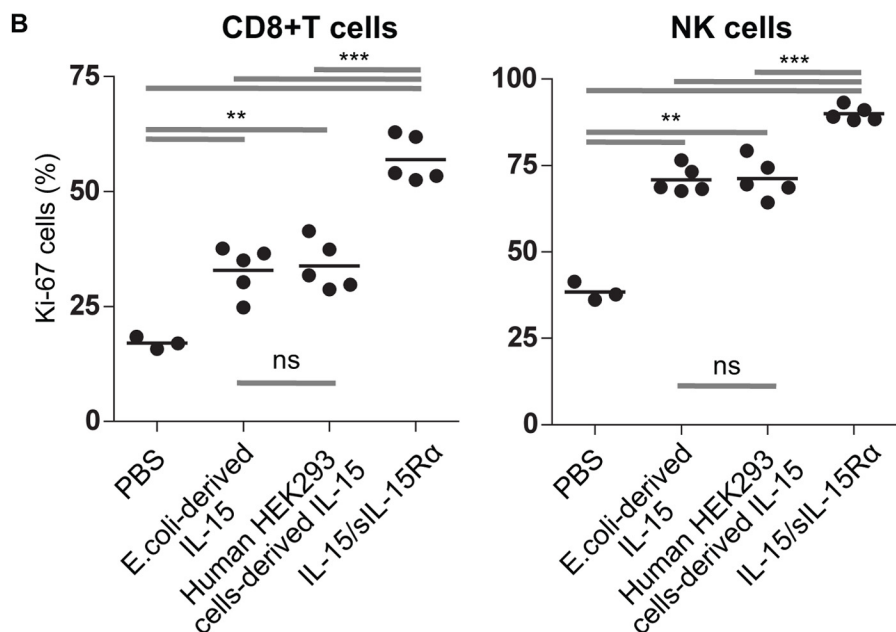 B
CD8+T cells
NK cells
Ki-67 cells (%)
75
50
25
0
***
**
ns
PBS
E.coli-derived
IL-15
Human HEK293
cells-derived IL-15
IL-15/sIL-15Rα
100
75
50
25
0
***
**
ns
PBS
E.coli-derived
IL-15
Human HEK293
cells-derived IL-15
IL-15/sIL-15Rα